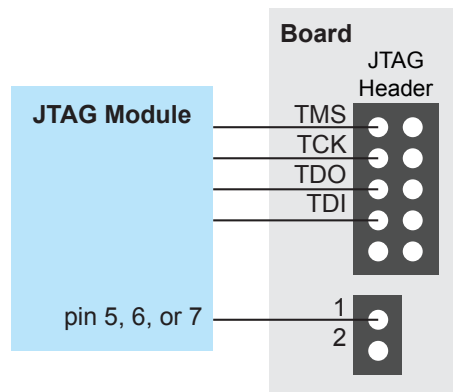 Board
JTAG
Header
JTAG Module
TMS
TCK
TDO
TDI
pin 5, 6, or 7
1
2